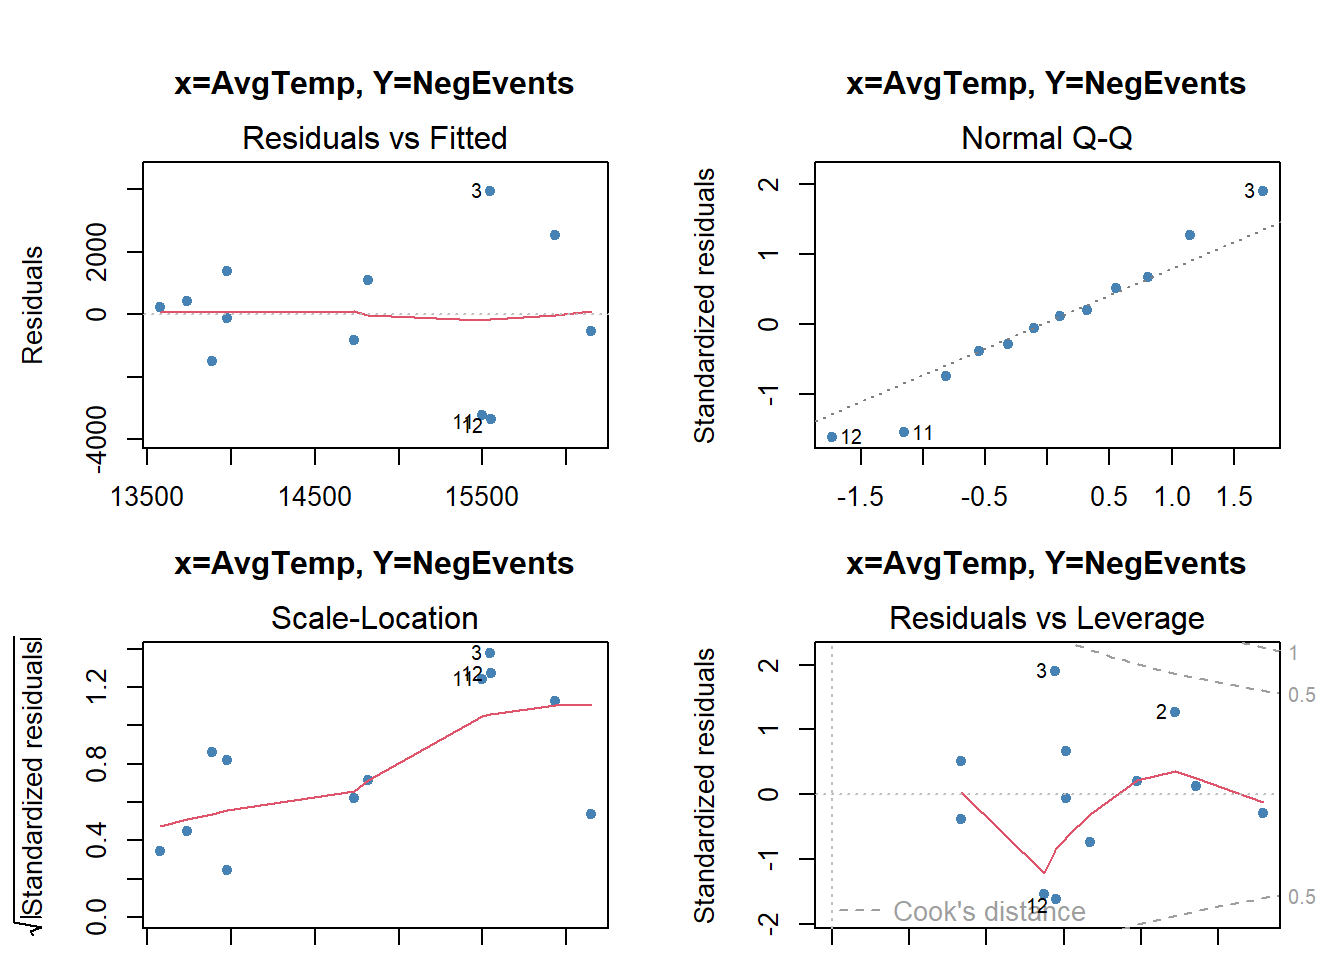 x=AvgTemp, Y=NegEvents
Residuals vs Fitted
Residuals
-4000 0 2000
3
11
12
13500 14500 15500
x=AvgTemp, Y=NegEvents
Normal Q-Q
Standardized residuals
-1 0 1 2
3
12
11
-1.5 -0.5 0.5 1.0 1.5
x=AvgTemp, Y=NegEvents
Scale-Location
√|Standardized residuals|
0.0 0.4 0.8 1.2
3
12
11
x=AvgTemp, Y=NegEvents
Residuals vs Leverage
Standardized residuals
-2 -1 0 1 2
3
2
12
Cook's distance
1
0.5
0.5